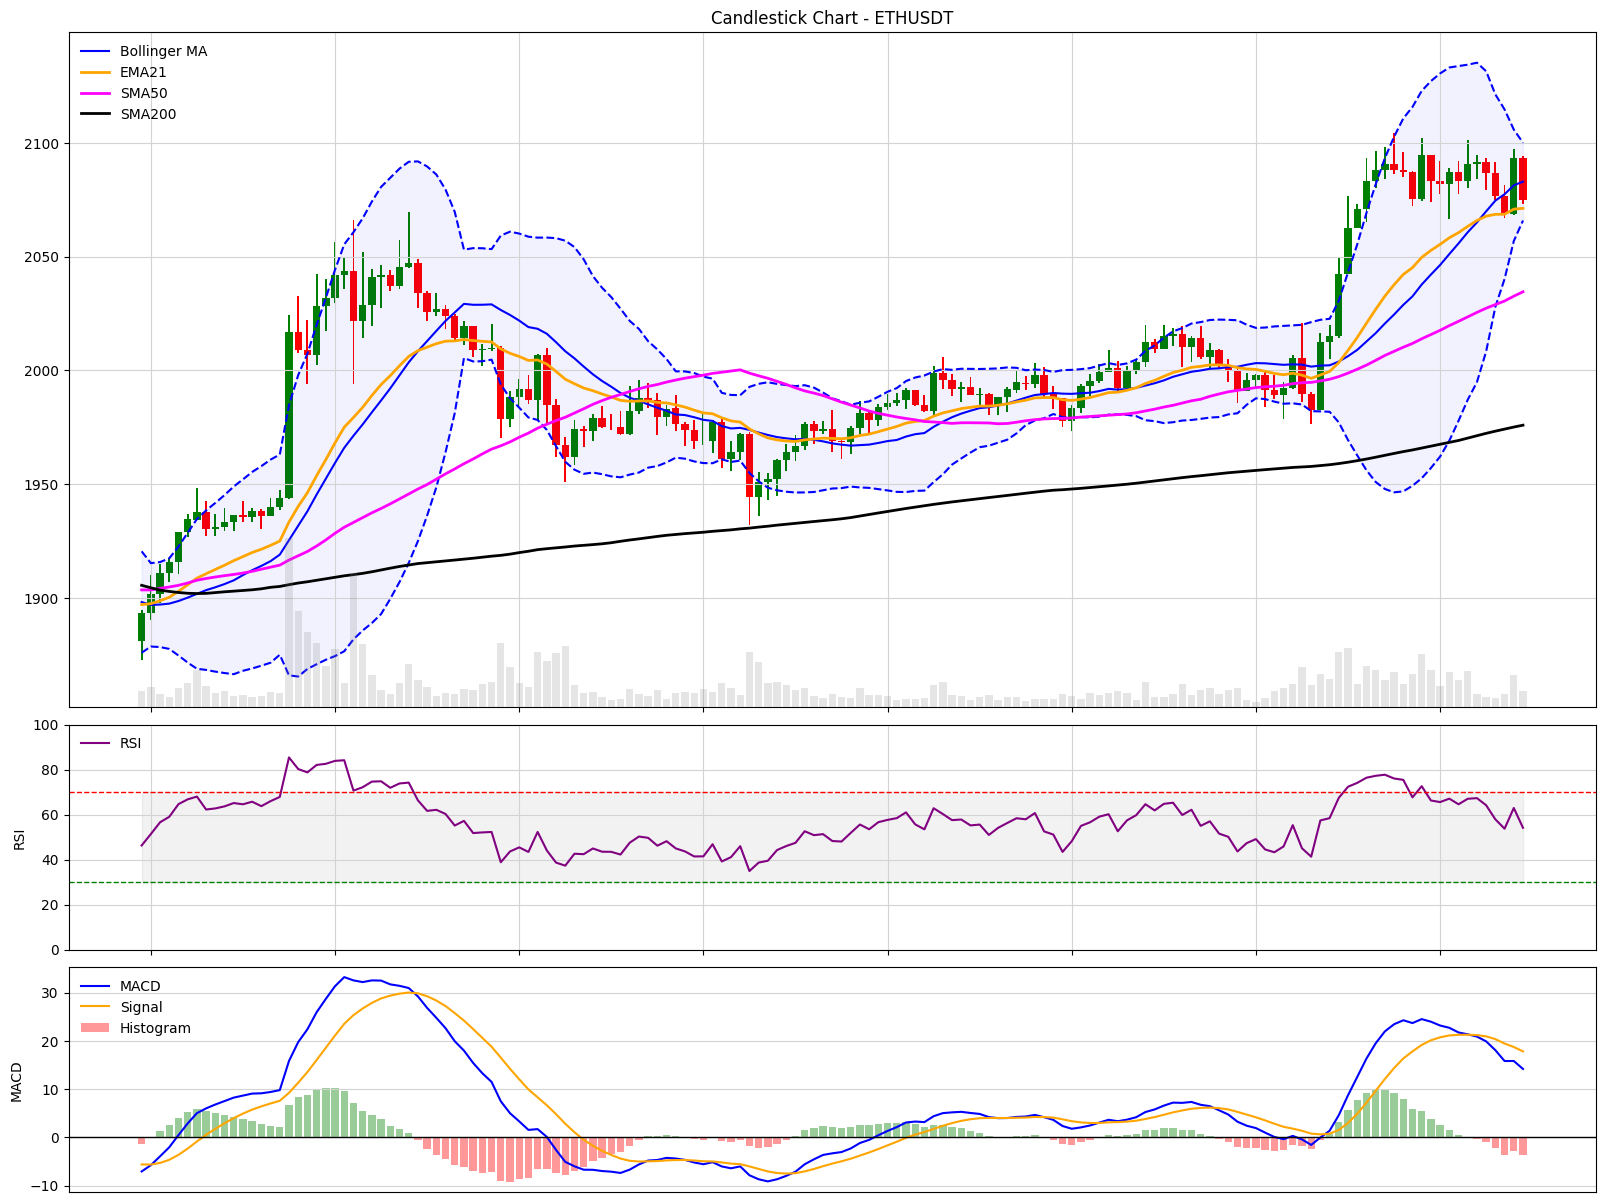 Candlestick Chart - ETHUSDT
Bollinger MA
EMA21
SMA50
SMA200
2100
2050
2000
1950
1900
RSI
100
80
60
40
20
0
RSI
MACD
Signal
Histogram
30
20
10
0
−10
MACD